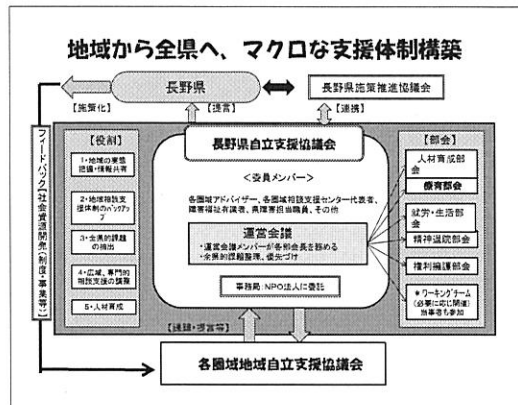 地域から全県へ、マクロな支援体制構築
長野県
長野県施策推進協議会
【施策化】
【提言】
【連携】
フィードバック【社会資源開発(制度・事業等)】
【役割】
1・地域の実態
把握・情報共有
2・地域相談支
援体制のバックアッ
プ
3・全県的課題
の抽出
4・広域、専門的
相談支援の調整
5・人材育成
長野県自立支援協議会
<委員メンバー>
各圏域アドバイザー、各圏域相談支援センター代表者、
障害福祉有識者、県障害担当職員、その他
運営会議
・運営会議メンバーが各部会長を務める
・全県的課題整理、優先づけ
事務局:NPO法人に委託
【部会】
人材育成部
会
療育部会
就労・生活部
会
精神退院部会
権利擁護部会
*ワーキングチーム
(必要に応じ開催)
当事者も参加
【連携・提言等】
各圏域地域自立支援協議会